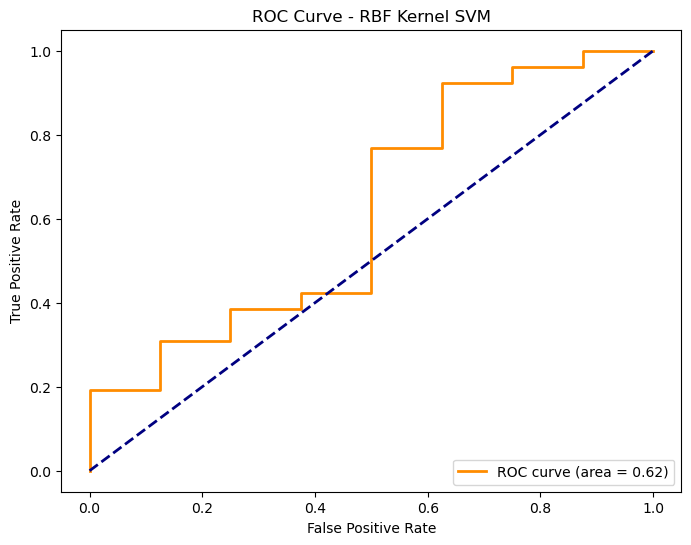 ROC Curve - RBF Kernel SVM
1.0
0.8
0.6
0.4
0.2
0.0
True Positive Rate
ROC curve (area = 0.62)
0.0 0.2 0.4 0.6 0.8 1.0
False Positive Rate